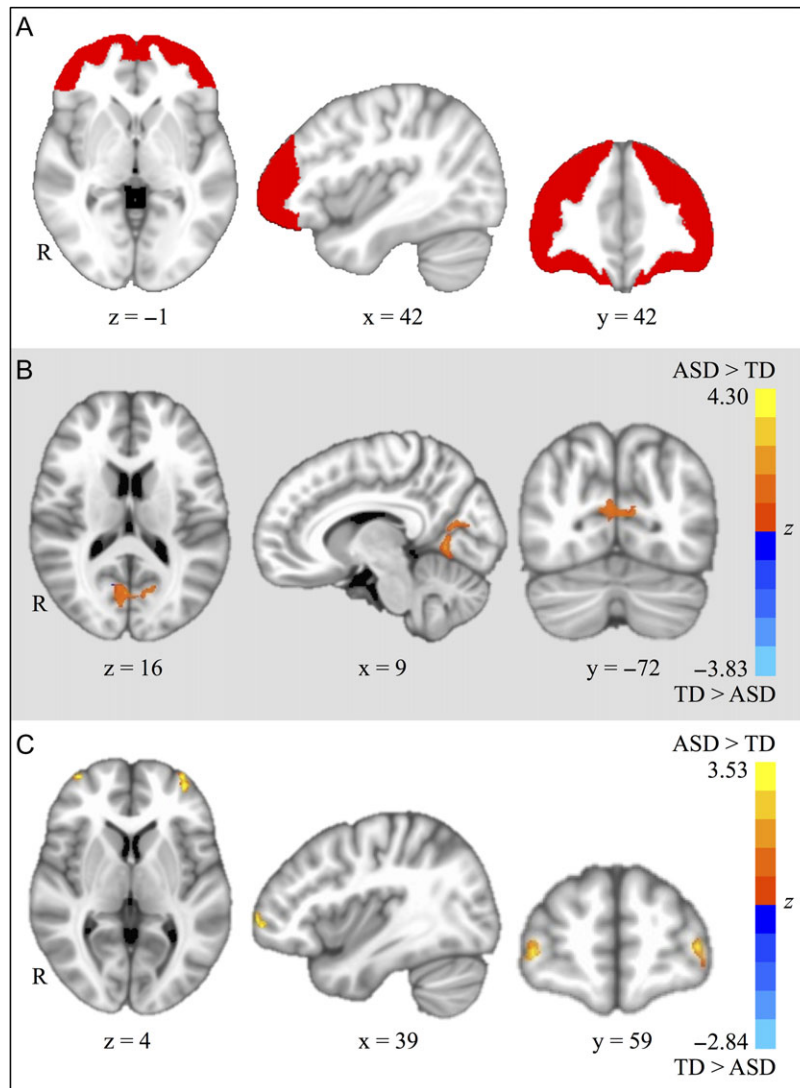 A
R
z = −1
x = 42
y = 42
B
ASD > TD
4.30
z
R
z = 16
x = 9
y = −72
−3.83
TD > ASD
C
ASD > TD
3.53
z
R
z = 4
x = 39
y = 59
−2.84
TD > ASD